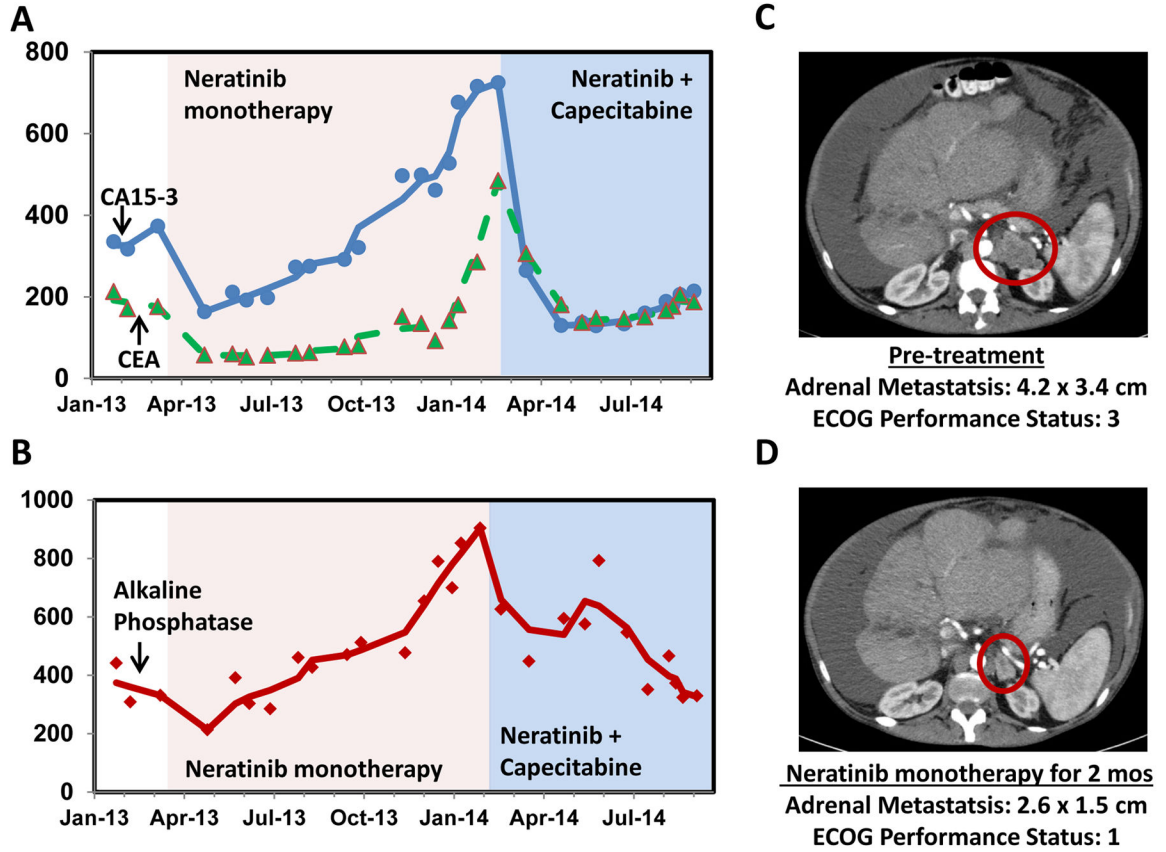 A
800
600
400
200
0
Neratinib
monotherapy
Neratinib +
Capecitabine
CA15-3
CEA
Jan-13 Apr-13 Jul-13 Oct-13 Jan-14 Apr-14 Jul-14
B
1000
800
600
400
200
0
Alkaline
Phosphatase
Neratinib monotherapy
Neratinib +
Capecitabine
Jan-13 Apr-13 Jul-13 Oct-13 Jan-14 Apr-14 Jul-14
C
Pre-treatment
Adrenal Metastatsis: 4.2 x 3.4 cm
ECOG Performance Status: 3
D
Neratinib monotherapy for 2 mos
Adrenal Metastatsis: 2.6 x 1.5 cm
ECOG Performance Status: 1